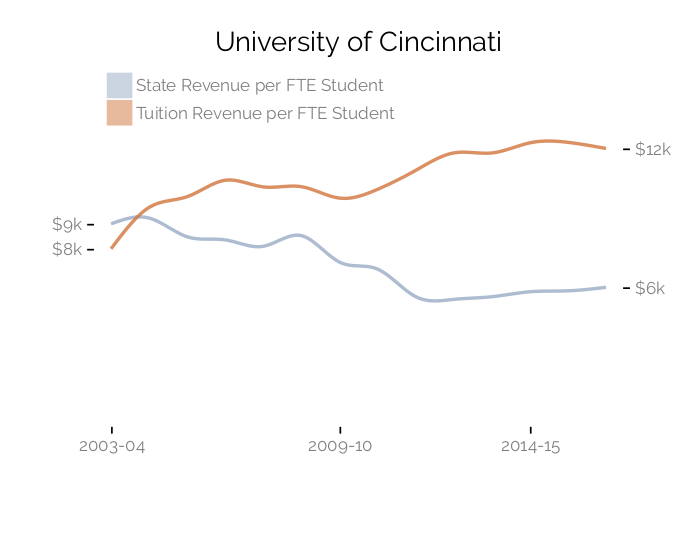 University of Cincinnati
State Revenue per FTE Student
Tuition Revenue per FTE Student
$12k
$9k
$8k
$6k
2003-04 2009-10 2014-15